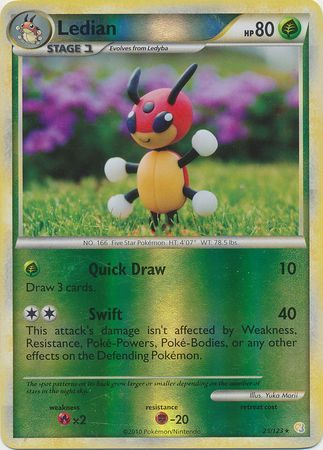 Ledian
HP 80
STAGE 1
Evolves from Ledyba
NO. 166 Five Star Pokémon HT: 4'07" WT: 78.5 lbs.
Quick Draw 10
Draw 3 cards.
Swift 40
This attack's damage isn't affected by Weakness,
Resistance, Poké-Powers, Poké-Bodies, or any other
effects on the Defending Pokémon.
The spot patterns on its back grow larger or smaller depending on the number of
stars in the night sky.
Illus. Yuka Morii
weakness resistance retreat cost
×2 -20
©2010 Pokémon/Nintendo
/123 ★